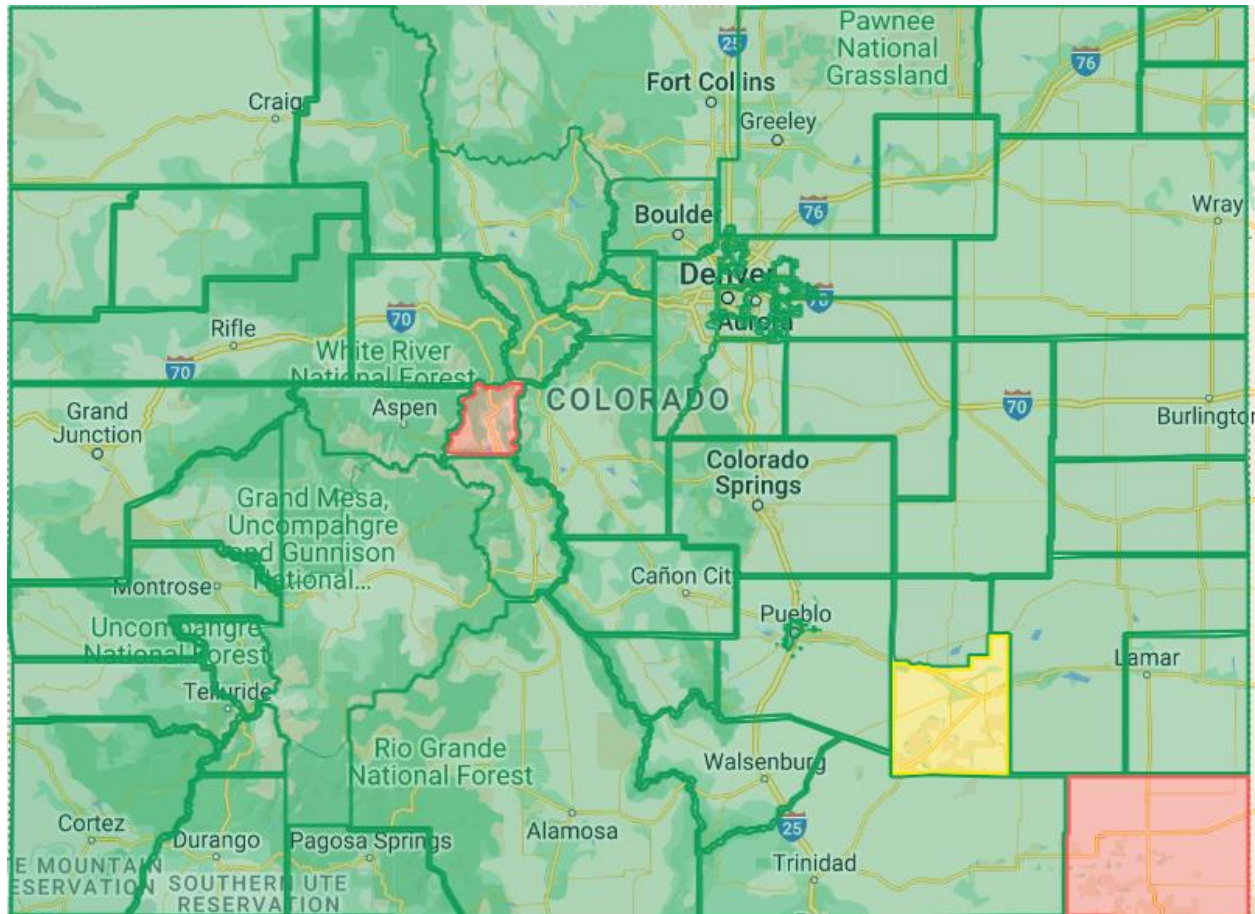 Pawnee
National
Grassland
25
76
Fort Collins
Craig
Greeley
Boulder
76
Wray
Denver
Aurora
Rifle
70
White River
National Forest
70
Aspen
COLORADO
Grand
Junction
70
Burlington
Colorado
Springs
Grand Mesa,
Uncompahgre
and Gunnison
National...
Montrose
Cañon City
Pueblo
Uncompahgre
National Forest
Lamar
Telluride
Rio Grande
National Forest
Walsenburg
Cortez
Durango
Pagosa Springs
Alamosa
25
Trinidad
E MOUNTAIN
ESERVATION
SOUTHERN UTE
RESERVATION